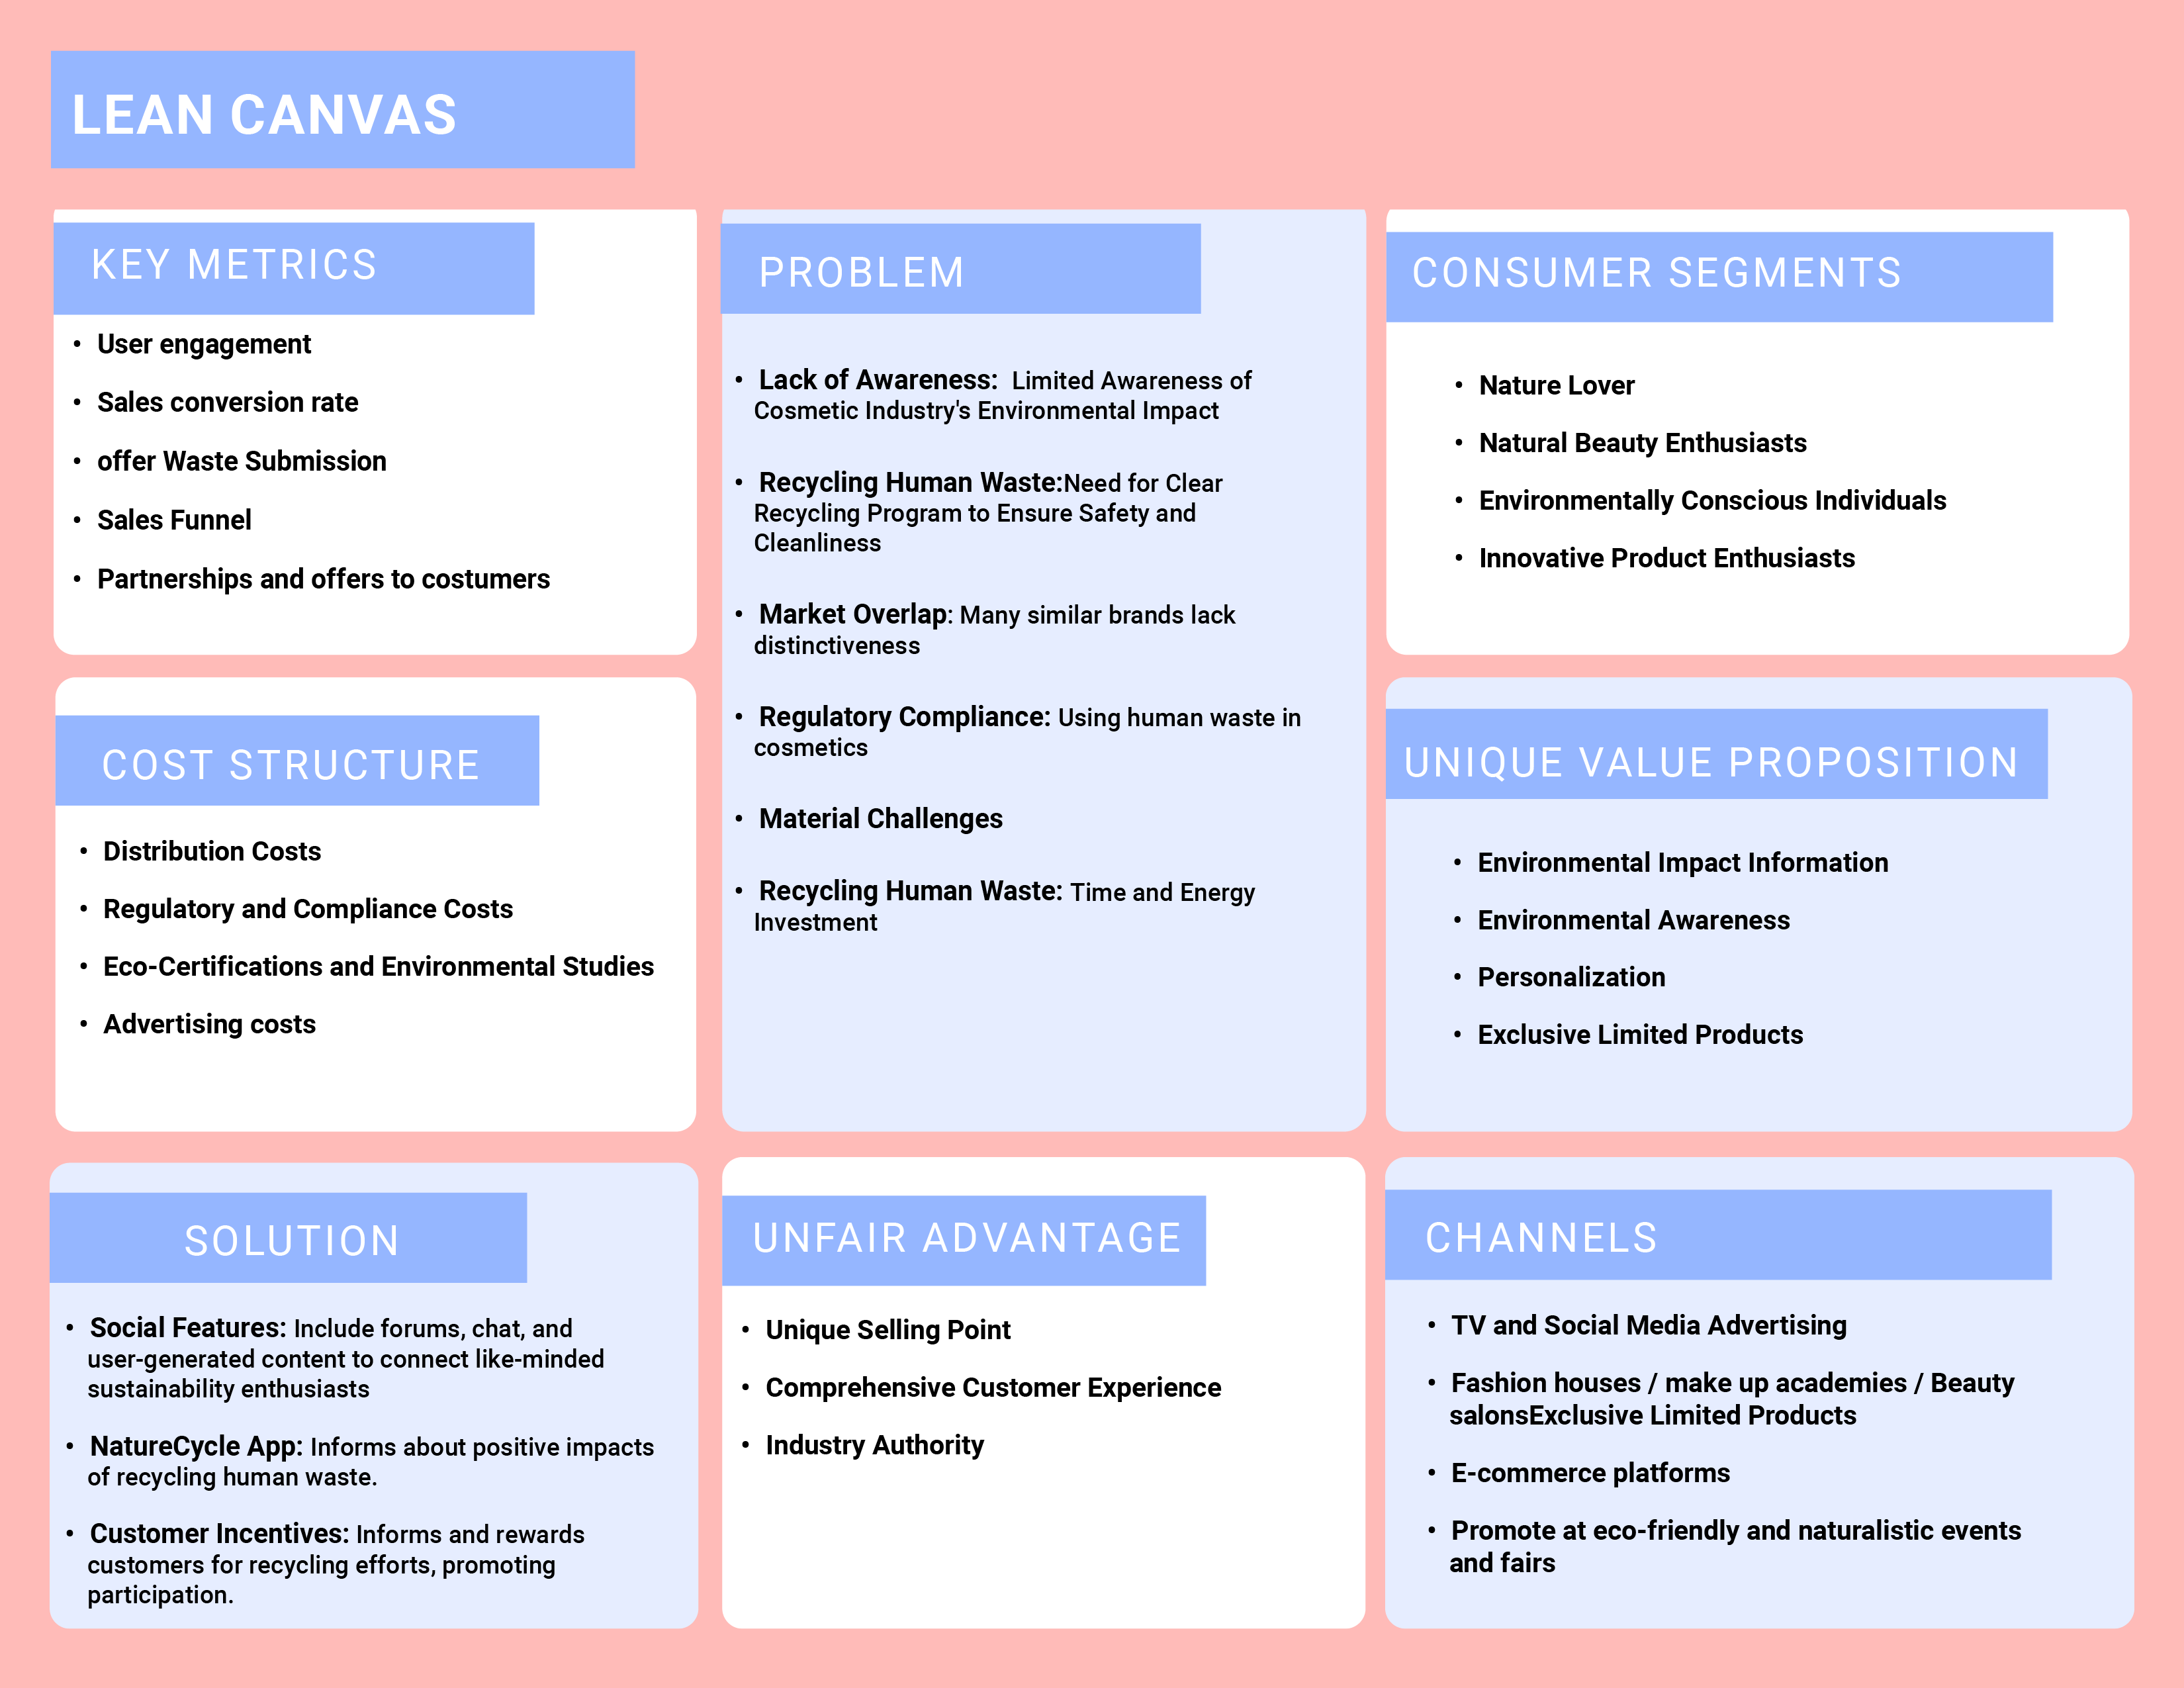 LEAN CANVAS
KEY METRICS
• User engagement
• Sales conversion rate
• offer Waste Submission
• Sales Funnel
• Partnerships and offers to costumers
PROBLEM
• Lack of Awareness: Limited Awareness of
Cosmetic Industry's Environmental Impact
• Recycling Human Waste:Need for Clear
Recycling Program to Ensure Safety and
Cleanliness
• Market Overlap: Many similar brands lack
distinctiveness
• Regulatory Compliance: Using human waste in
cosmetics
• Material Challenges
• Recycling Human Waste: Time and Energy
Investment
CONSUMER SEGMENTS
• Nature Lover
• Natural Beauty Enthusiasts
• Environmentally Conscious Individuals
• Innovative Product Enthusiasts
COST STRUCTURE
• Distribution Costs
• Regulatory and Compliance Costs
• Eco-Certifications and Environmental Studies
• Advertising costs
UNIQUE VALUE PROPOSITION
• Environmental Impact Information
• Environmental Awareness
• Personalization
• Exclusive Limited Products
SOLUTION
• Social Features: Include forums, chat, and
user-generated content to connect like-minded
sustainability enthusiasts
• NatureCycle App: Informs about positive impacts
of recycling human waste.
• Customer Incentives: Informs and rewards
customers for recycling efforts, promoting
participation.
UNFAIR ADVANTAGE
• Unique Selling Point
• Comprehensive Customer Experience
• Industry Authority
CHANNELS
• TV and Social Media Advertising
• Fashion houses / make up academies / Beauty
salonsExclusive Limited Products
• E-commerce platforms
• Promote at eco-friendly and naturalistic events
and fairs